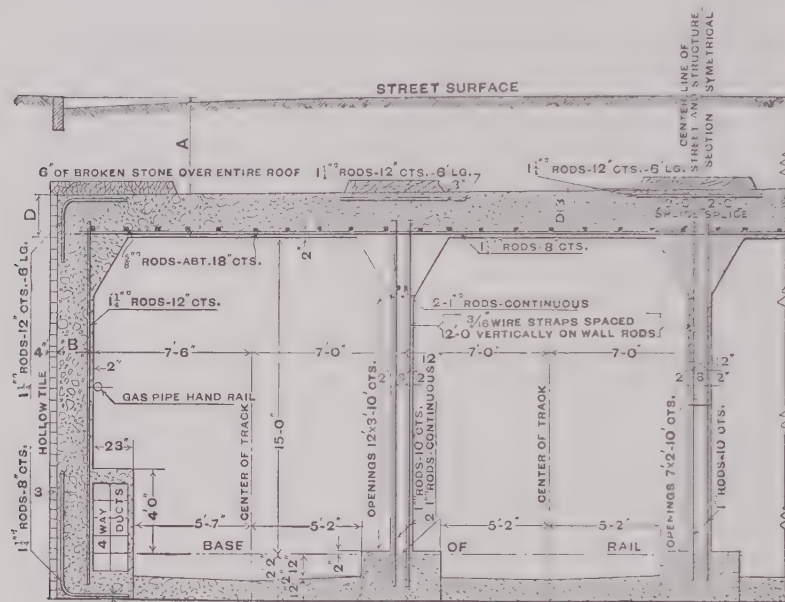 STREET SURFACE
CENTER LINE OF
STREET AND STRUCTURE
SECTION SYMETRICAL
A
6" OF BROKEN STONE OVER ENTIRE ROOF
1¼"▫ RODS-12" CTS.-6' LG.
3"
1¼"▫ RODS-12" CTS.-6' LG.
D
SPLICE SPLICE
RODS-ABT. 18" CTS.
2"
RODS-8" CTS.
1¼"▫ RODS-12" CTS.
2-1"▫ RODS-CONTINUOUS
3/16" WIRE STRAPS SPACED
12'-0 VERTICALLY ON WALL RODS
1¼"▫ RODS-12" CTS.-6' LG.
4"
HOLLOW TILE
B
7'-6"
7'-0"
7'-0"
7'-0"
2"
GAS PIPE HAND RAIL
23"
CENTER OF TRACK
15'-0"
OPENINGS 12'X3'-10' CTS.
1"▫ RODS-10" CTS.
2 1"▫ RODS-CONTINUOUS
CENTER OF TRACK
OPENINGS 7'X2'-10' CTS.
1" RODS-10" CTS.
1¼"▫ RODS-8" CTS.
3
4 WAY
DUCTS
5'-7"
5'-2"
5'-2"
5'-2"
BASE
OF
RAIL